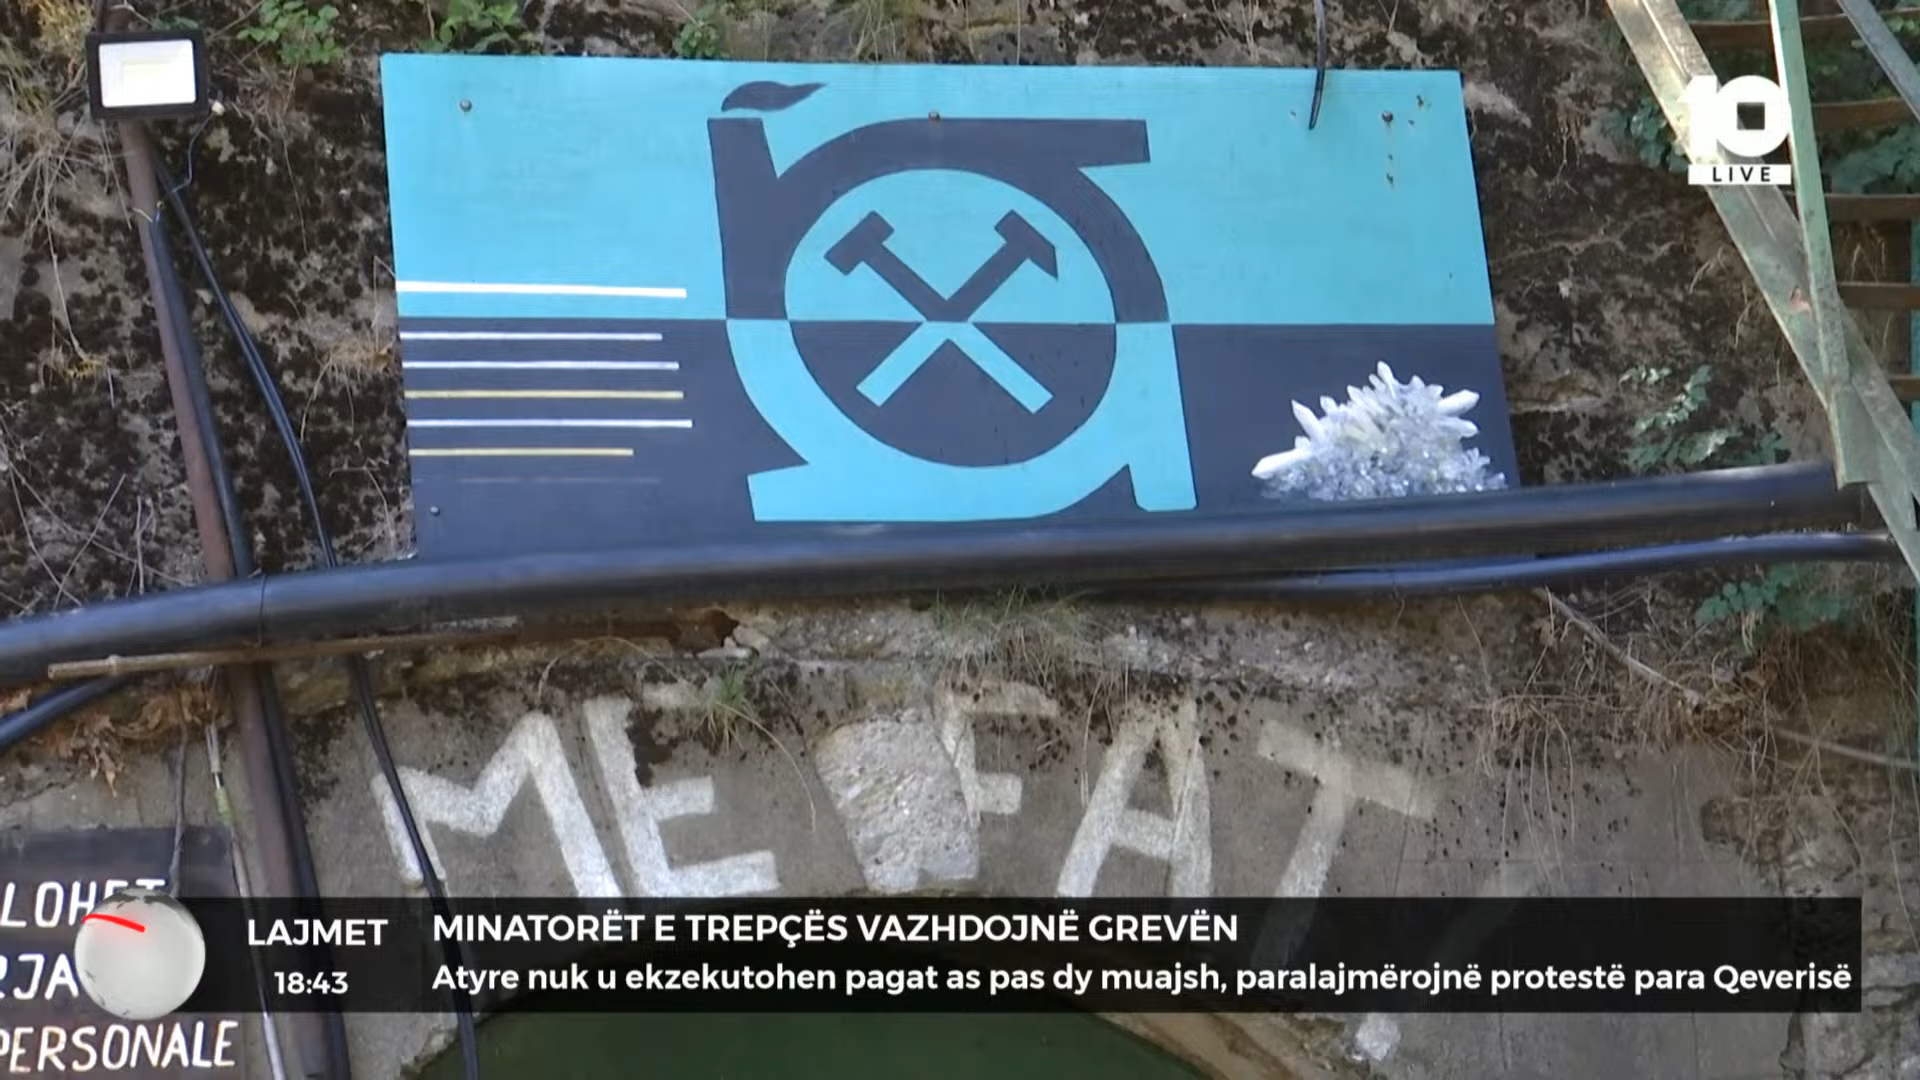 10
LIVE
ME FAT
LOHET
RJA
PERSONALE
LAJMET
18:43
MINATORËT E TREPÇËS VAZHDOJNË GREVËN
Atyre nuk u ekzekutohen pagat as pas dy muajsh, paralajmërojnë protestë para Qeverisë